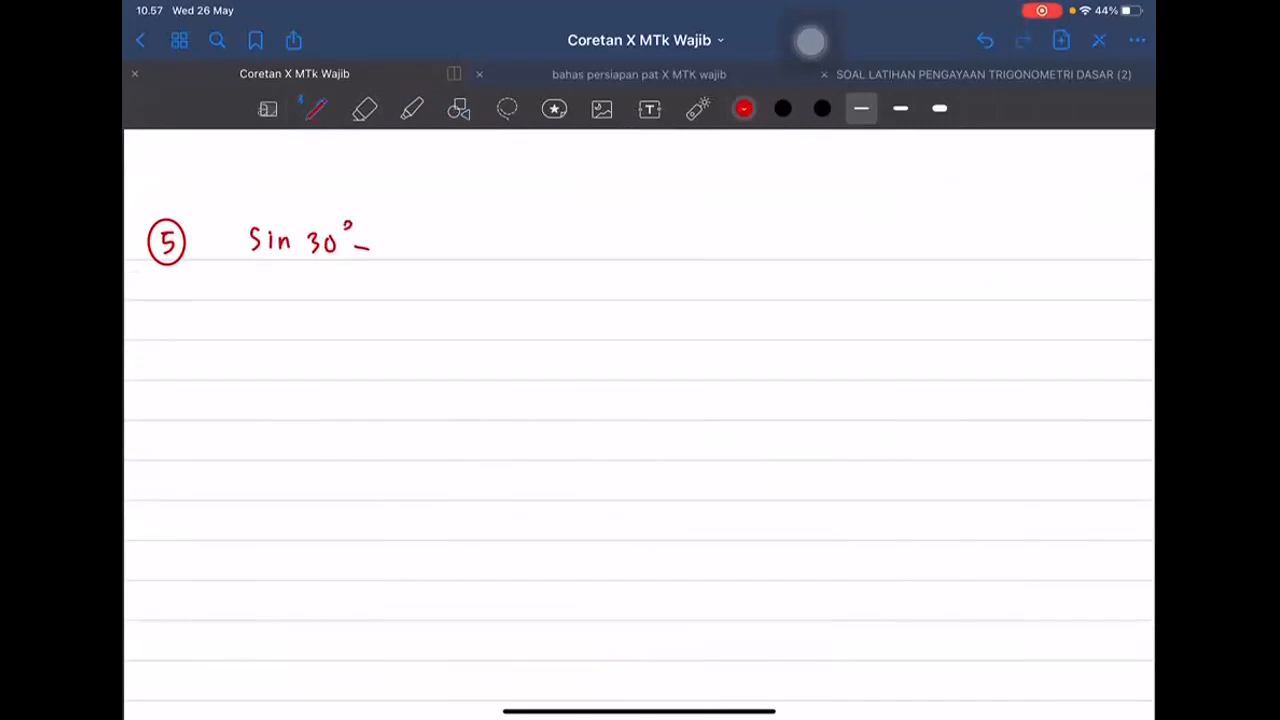 10.57 Wed 26 May 44%
Coretan X MTk Wajib
Coretan X MTk Wajib bahas persiapan pat X MTK wajib SOAL LATIHAN PENGAYAAN TRIGONOMETRI DASAR (2)
5 Sin 30° -